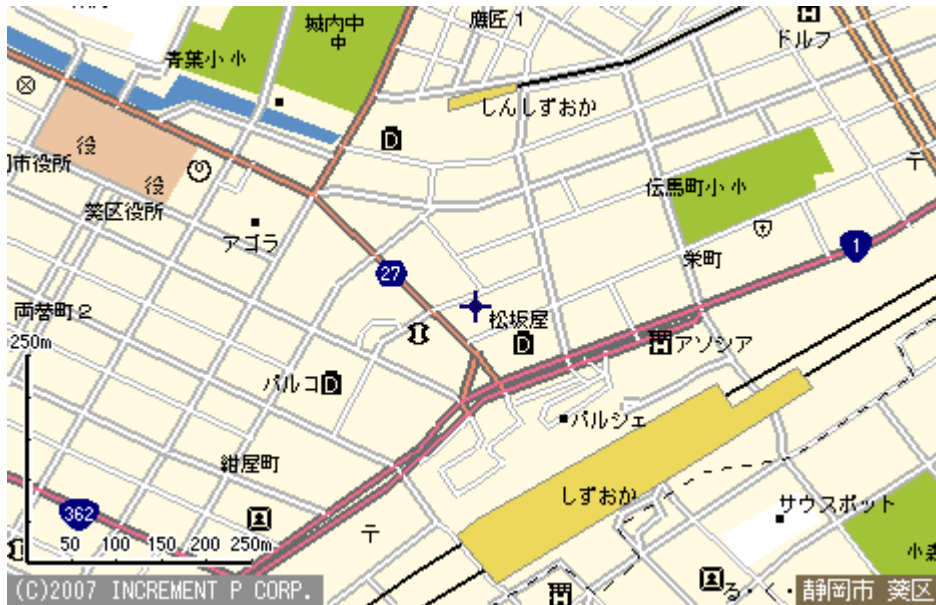 城内中
中
鷹匠1
ドルフ
青葉小 小
しんしずおか
役
市役所
役
葵区役所
アゴラ
伝馬町小 小
〒
栄町
1
27
両替町2
250m
松坂屋
アソシア
パルコ
パルシェ
紺屋町
しずおか
サウスポット
362
〒
50 100 150 200 250m
小森
る・く・
(C)2007 INCREMENT P CORP.
静岡市 葵区